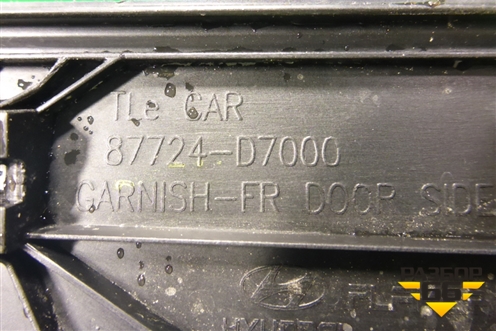 TLe CAR
87724-D7000
GARNISH-FR DOOR SIDE